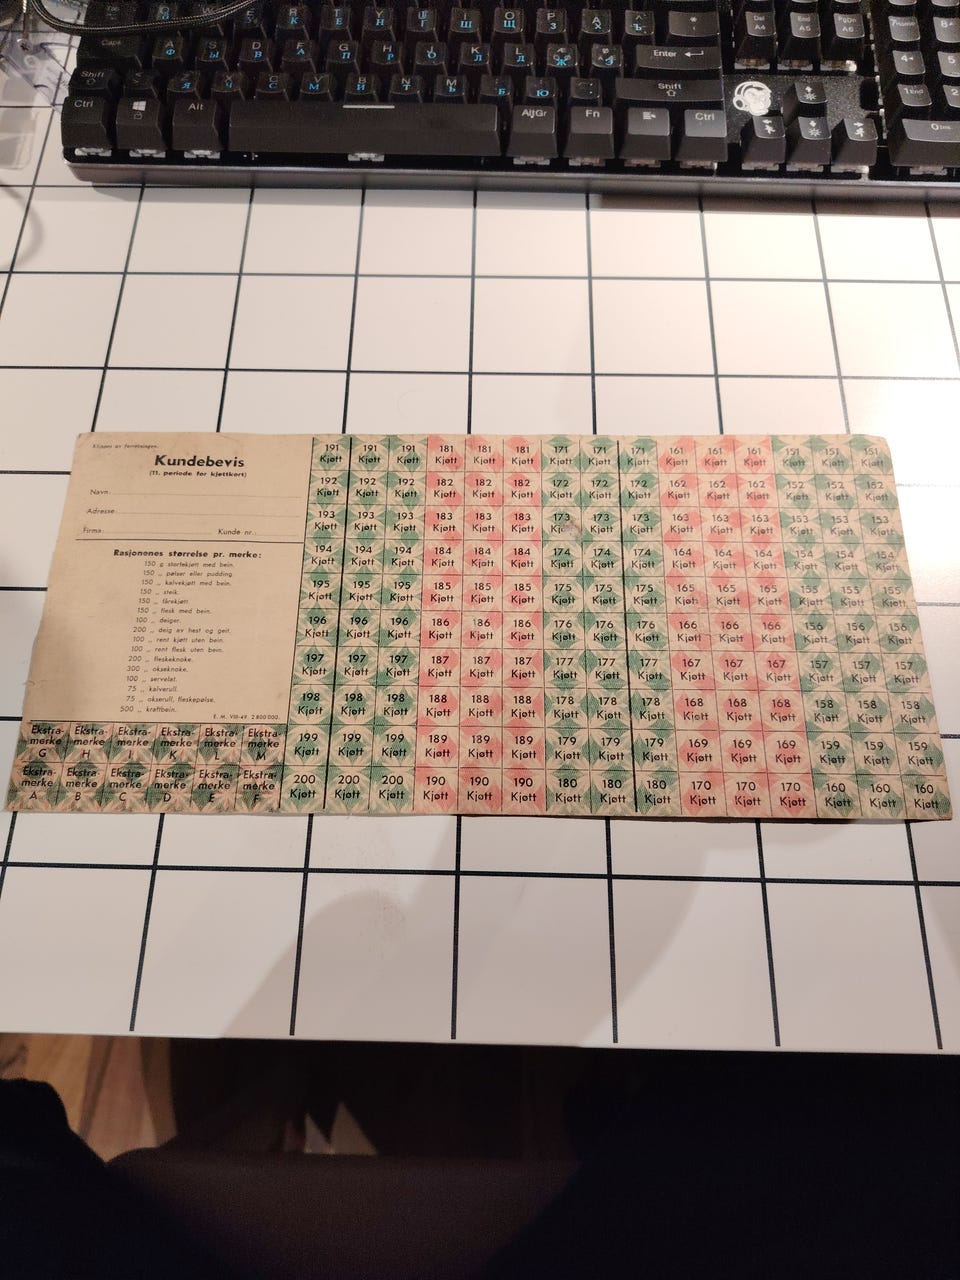 Enter
Shift
Shift
Ctrl
Alt
AltGr
Fn
Ctrl
Klippes av forretningen.
Kundebevis
(11. periode for kjøttkort)
Navn
Adresse
Firma: Kunde nr.
Rasjonenes størrelse pr. merke:
150 g storfekjøtt med bein.
150 „ pølser eller pudding.
150 „ kalvekjøtt med bein.
150 „ steik.
150 „ fårekjøtt
150 „ flesk med bein.
100 „ deiger.
200 „ deig av hest og geit.
100 „ rent kjøtt uten bein.
100 „ rent flesk uten bein.
200 „ fleskeknoke.
300 „ okseknoke.
100 „ servelat.
75 „ kalverull.
75 „ okserull, fleskepølse.
500 „ kraftbein.
E. M. VIII-49. 2 800 000.
191 191 191 181 181 181 171 171 171 161 161 161 151 151 151
Kjøtt Kjøtt Kjøtt Kjøtt Kjøtt Kjøtt Kjøtt Kjøtt Kjøtt Kjøtt Kjøtt Kjøtt Kjøtt Kjøtt Kjøtt
192 192 192 182 182 182 172 172 172 162 162 162 152 152 152
Kjøtt Kjøtt Kjøtt Kjøtt Kjøtt Kjøtt Kjøtt Kjøtt Kjøtt Kjøtt Kjøtt Kjøtt Kjøtt Kjøtt Kjøtt
193 193 193 183 183 183 173 173 173 163 163 163 153 153 153
Kjøtt Kjøtt Kjøtt Kjøtt Kjøtt Kjøtt Kjøtt Kjøtt Kjøtt Kjøtt Kjøtt Kjøtt Kjøtt Kjøtt Kjøtt
194 194 194 184 184 184 174 174 174 164 164 164 154 154 154
Kjøtt Kjøtt Kjøtt Kjøtt Kjøtt Kjøtt Kjøtt Kjøtt Kjøtt Kjøtt Kjøtt Kjøtt Kjøtt Kjøtt Kjøtt
195 195 195 185 185 185 175 175 175 165 165 165 155 155 155
Kjøtt Kjøtt Kjøtt Kjøtt Kjøtt Kjøtt Kjøtt Kjøtt Kjøtt Kjøtt Kjøtt Kjøtt Kjøtt Kjøtt Kjøtt
196 196 196 186 186 186 176 176 176 166 166 166 156 156 156
Kjøtt Kjøtt Kjøtt Kjøtt Kjøtt Kjøtt Kjøtt Kjøtt Kjøtt Kjøtt Kjøtt Kjøtt Kjøtt Kjøtt Kjøtt
197 197 197 187 187 187 177 177 177 167 167 167 157 157 157
Kjøtt Kjøtt Kjøtt Kjøtt Kjøtt Kjøtt Kjøtt Kjøtt Kjøtt Kjøtt Kjøtt Kjøtt Kjøtt Kjøtt Kjøtt
198 198 198 188 188 188 178 178 178 168 168 168 158 158 158
Kjøtt Kjøtt Kjøtt Kjøtt Kjøtt Kjøtt Kjøtt Kjøtt Kjøtt Kjøtt Kjøtt Kjøtt Kjøtt Kjøtt Kjøtt
Ekstra- Ekstra- Ekstra- Ekstra- Ekstra- Ekstra- 199 199 199 189 189 189 179 179 179 169 169 169 159 159 159
merke merke merke merke merke merke Kjøtt Kjøtt Kjøtt Kjøtt Kjøtt Kjøtt Kjøtt Kjøtt Kjøtt Kjøtt Kjøtt Kjøtt Kjøtt Kjøtt Kjøtt
G H J K L M
Ekstra- Ekstra- Ekstra- Ekstra- Ekstra- Ekstra- 200 200 200 190 190 190 180 180 180 170 170 170 160 160 160
merke merke merke merke merke merke Kjøtt Kjøtt Kjøtt Kjøtt Kjøtt Kjøtt Kjøtt Kjøtt Kjøtt Kjøtt Kjøtt Kjøtt Kjøtt Kjøtt Kjøtt
A B C D E F